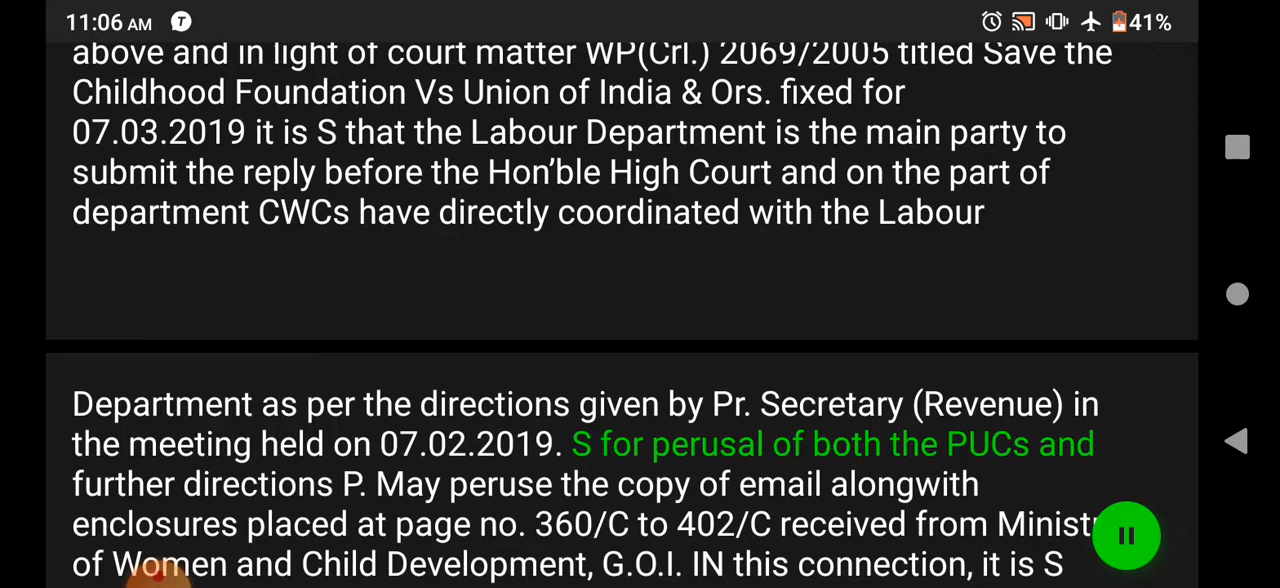 11:06 AM T 41%
above and in light of court matter WP(Crl.) 2069/2005 titled Save the
Childhood Foundation Vs Union of India & Ors. fixed for
07.03.2019 it is S that the Labour Department is the main party to
submit the reply before the Hon’ble High Court and on the part of
department CWCs have directly coordinated with the Labour
Department as per the directions given by Pr. Secretary (Revenue) in
the meeting held on 07.02.2019. S for perusal of both the PUCs and
further directions P. May peruse the copy of email alongwith
enclosures placed at page no. 360/C to 402/C received from Ministr
of Women and Child Development, G.O.I. IN this connection, it is S